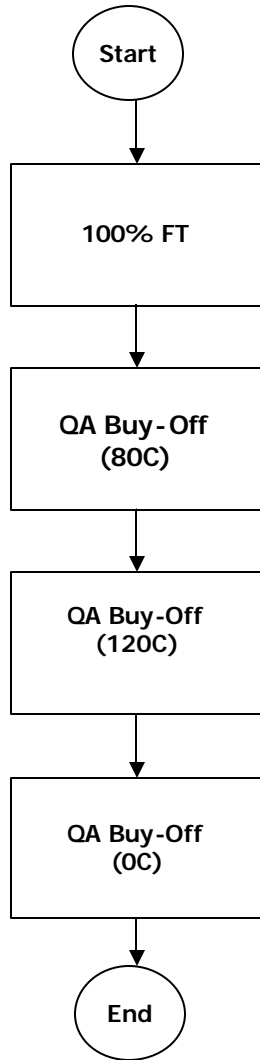 Start
100% FT
QA Buy-Off
(80C)
QA Buy-Off
(120C)
QA Buy-Off
(0C)
End